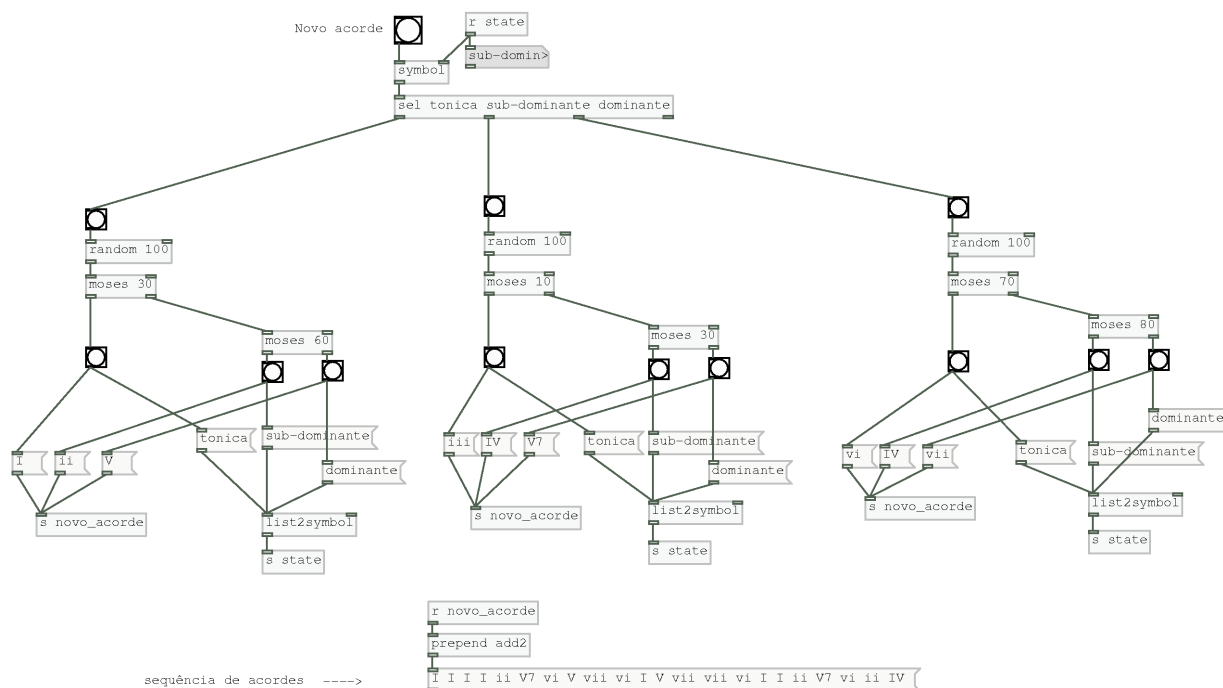 Novo acorde
r state
sub-domin>
symbol
sel tonica sub-dominante dominante
random 100
random 100
random 100
moses 30
moses 10
moses 70
moses 60
moses 30
moses 80
tonica
sub-dominante
dominante
I
ii
V
s novo_acorde
list2symbol
s state
iii
IV
V7
tonica
sub-dominante
dominante
s novo_acorde
list2symbol
s state
dominante
vi
IV
vii
tonica
sub-dominante
s novo_acorde
list2symbol
s state
r novo_acorde
prepend add2
sequência de acordes ---->
I I I I ii V7 vi V vii vi I V vii vii vi I I ii V7 vi ii IV